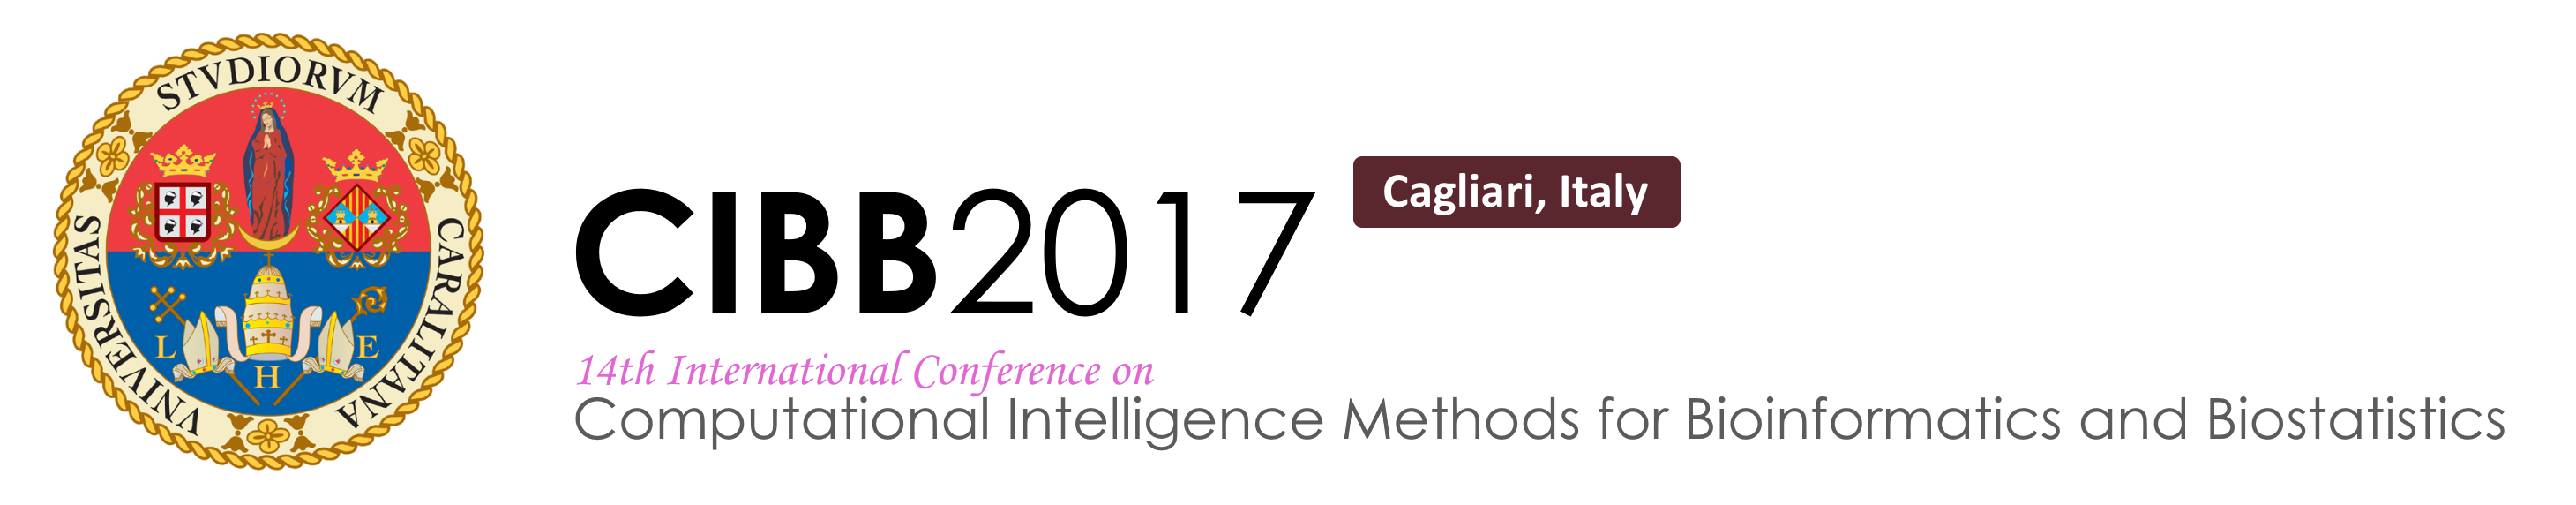 STVDIORVM
VNIVERSITAS
CARALITANA
L
H
E
CIBB2017
Cagliari, Italy
14th International Conference on
Computational Intelligence Methods for Bioinformatics and Biostatistics